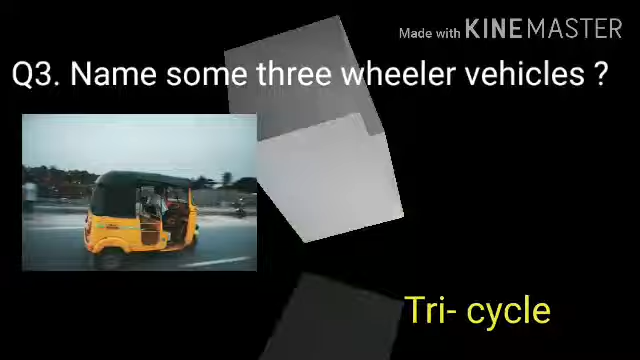 Made with KINEMASTER
Q3. Name some three wheeler vehicles ?
Tri- cycle